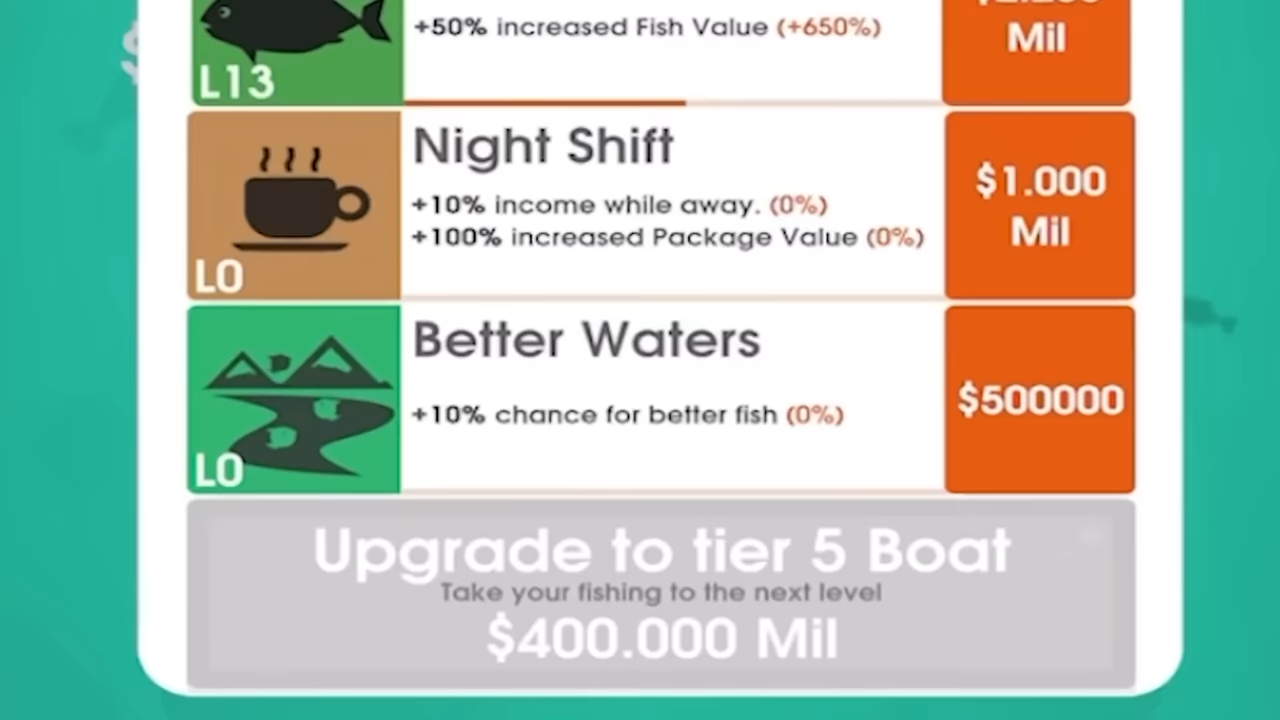 +50% increased Fish Value (+650%)
Mil
L13
Night Shift
+10% income while away. (0%)
+100% increased Package Value (0%)
$1.000
Mil
L0
Better Waters
+10% chance for better fish (0%)
$500000
L0
Upgrade to tier 5 Boat
Take your fishing to the next level
$400.000 Mil